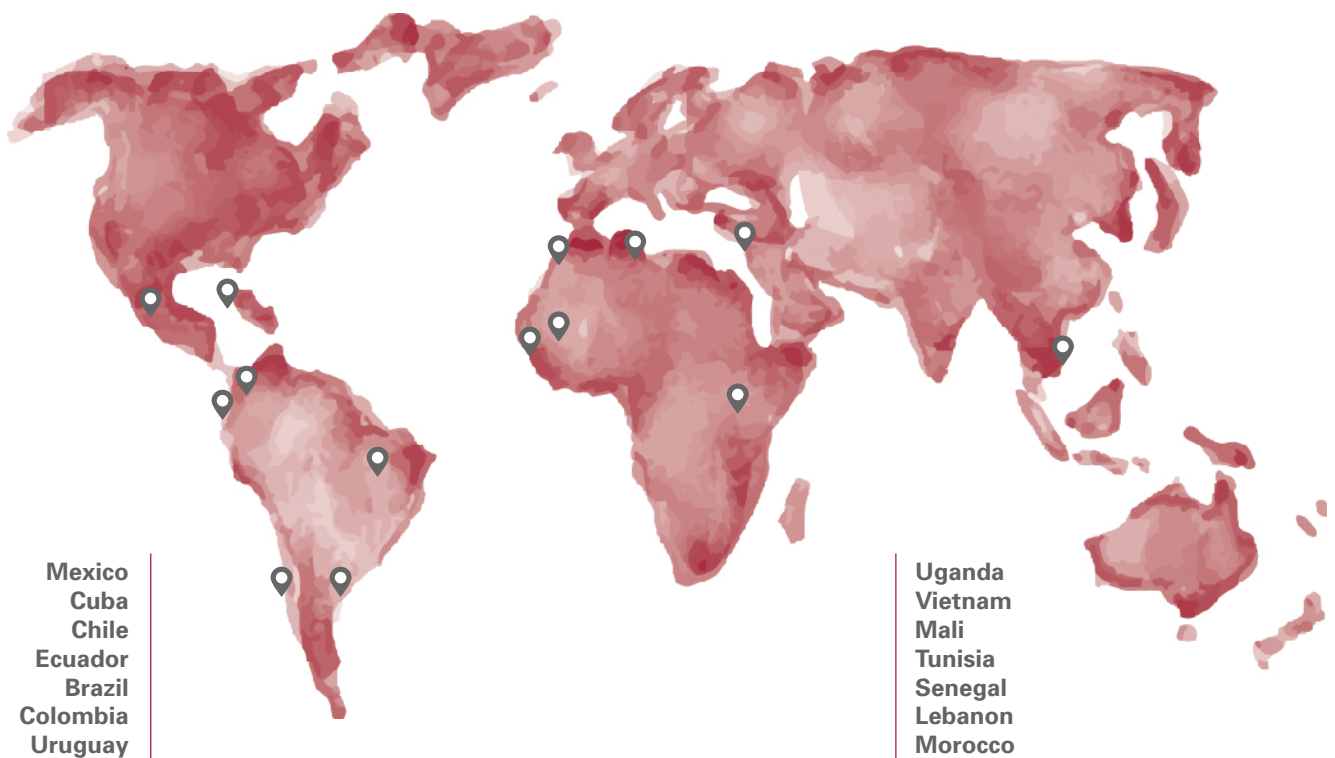 Mexico
Cuba
Chile
Ecuador
Brazil
Colombia
Uruguay
Uganda
Vietnam
Mali
Tunisia
Senegal
Lebanon
Morocco